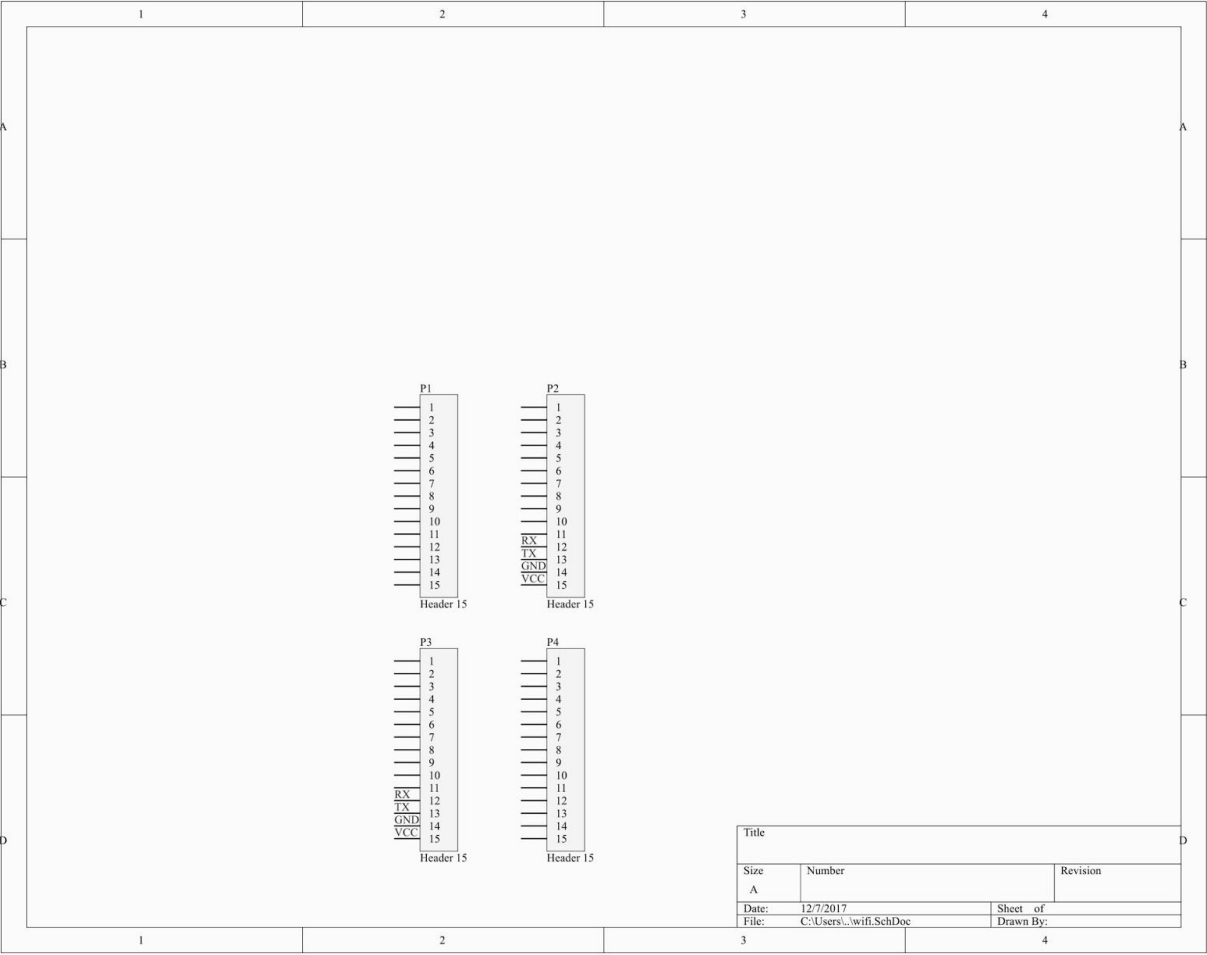 1 2 3 4
A A
B B
P1 P2
1 1
2 2
3 3
4 4
5 5
6 6
7 7
8 8
9 9
10 10
11 11
12 RX 12
13 TX 13
14 GND 14
15 VCC 15
Header 15 Header 15
C C
P3 P4
1 1
2 2
3 3
4 4
5 5
6 6
7 7
8 8
9 9
10 10
11 11
RX 12 12
TX 13 13
GND 14 14
VCC 15 15
Header 15 Header 15
D D
Title
Size Number Revision
A
Date: 12/7/2017 Sheet of
File: C:\Users\..\wifi.SchDoc Drawn By:
1 2 3 4